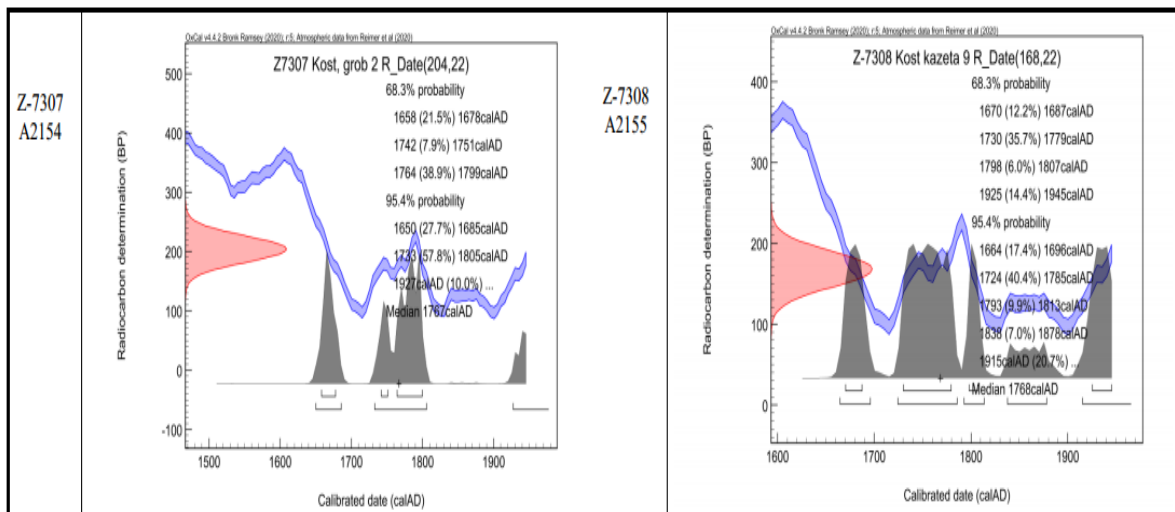 Z-7307
A2154
OxCal v4.4.2 Bronk Ramsey (2020); r:5; Atmospheric data from Reimer et al (2020)
Z7307 Kost, grob 2 R_Date(204,22)
68.3% probability
1658 (21.5%) 1678calAD
1742 (7.9%) 1751calAD
1764 (38.9%) 1799calAD
95.4% probability
1650 (27.7%) 1685calAD
1733 (57.8%) 1805calAD
1927calAD (10.0%) ...
Median 1767calAD
Radiocarbon determination (BP)
500
400
300
200
100
0
-100
1500 1600 1700 1800 1900
Calibrated date (calAD)
Z-7308
A2155
OxCal v4.4.2 Bronk Ramsey (2020); r:5; Atmospheric data from Reimer et al (2020)
Z-7308 Kost kazeta 9 R_Date(168,22)
68.3% probability
1670 (12.2%) 1687calAD
1730 (35.7%) 1779calAD
1798 (6.0%) 1807calAD
1925 (14.4%) 1945calAD
95.4% probability
1664 (17.4%) 1696calAD
1724 (40.4%) 1785calAD
1793 (9.9%) 1813calAD
1838 (7.0%) 1878calAD
1915calAD (20.7%) ...
Median 1768calAD
Radiocarbon determination (BP)
400
300
200
100
0
1600 1700 1800 1900
Calibrated date (calAD)